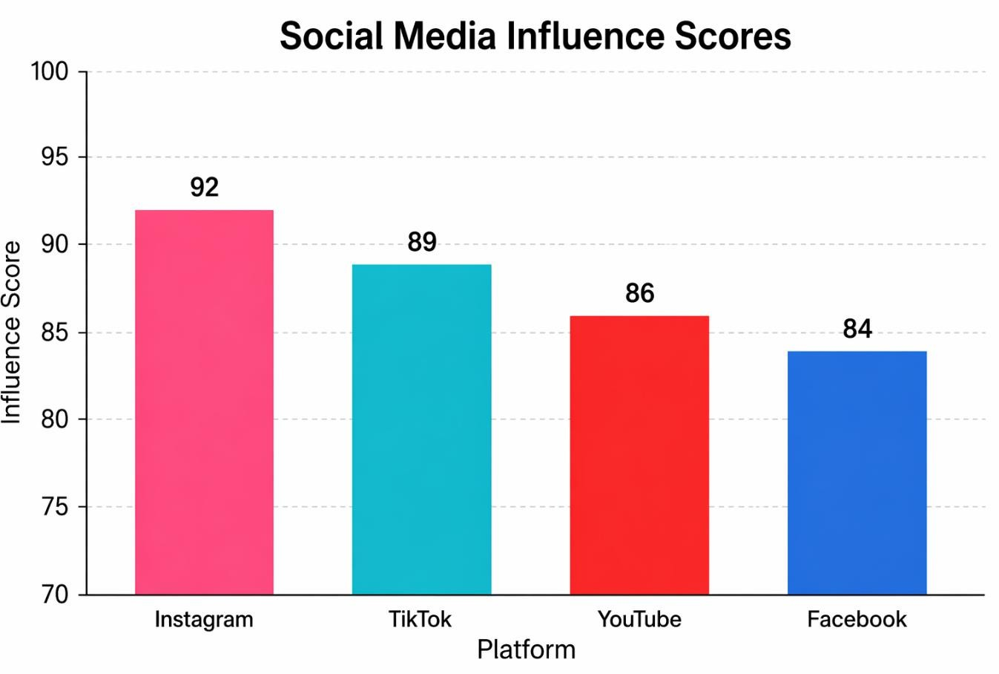 Social Media Influence Scores
100
95
90
85
80
75
70
Influence Score
92
89
86
84
Instagram
TikTok
YouTube
Facebook
Platform